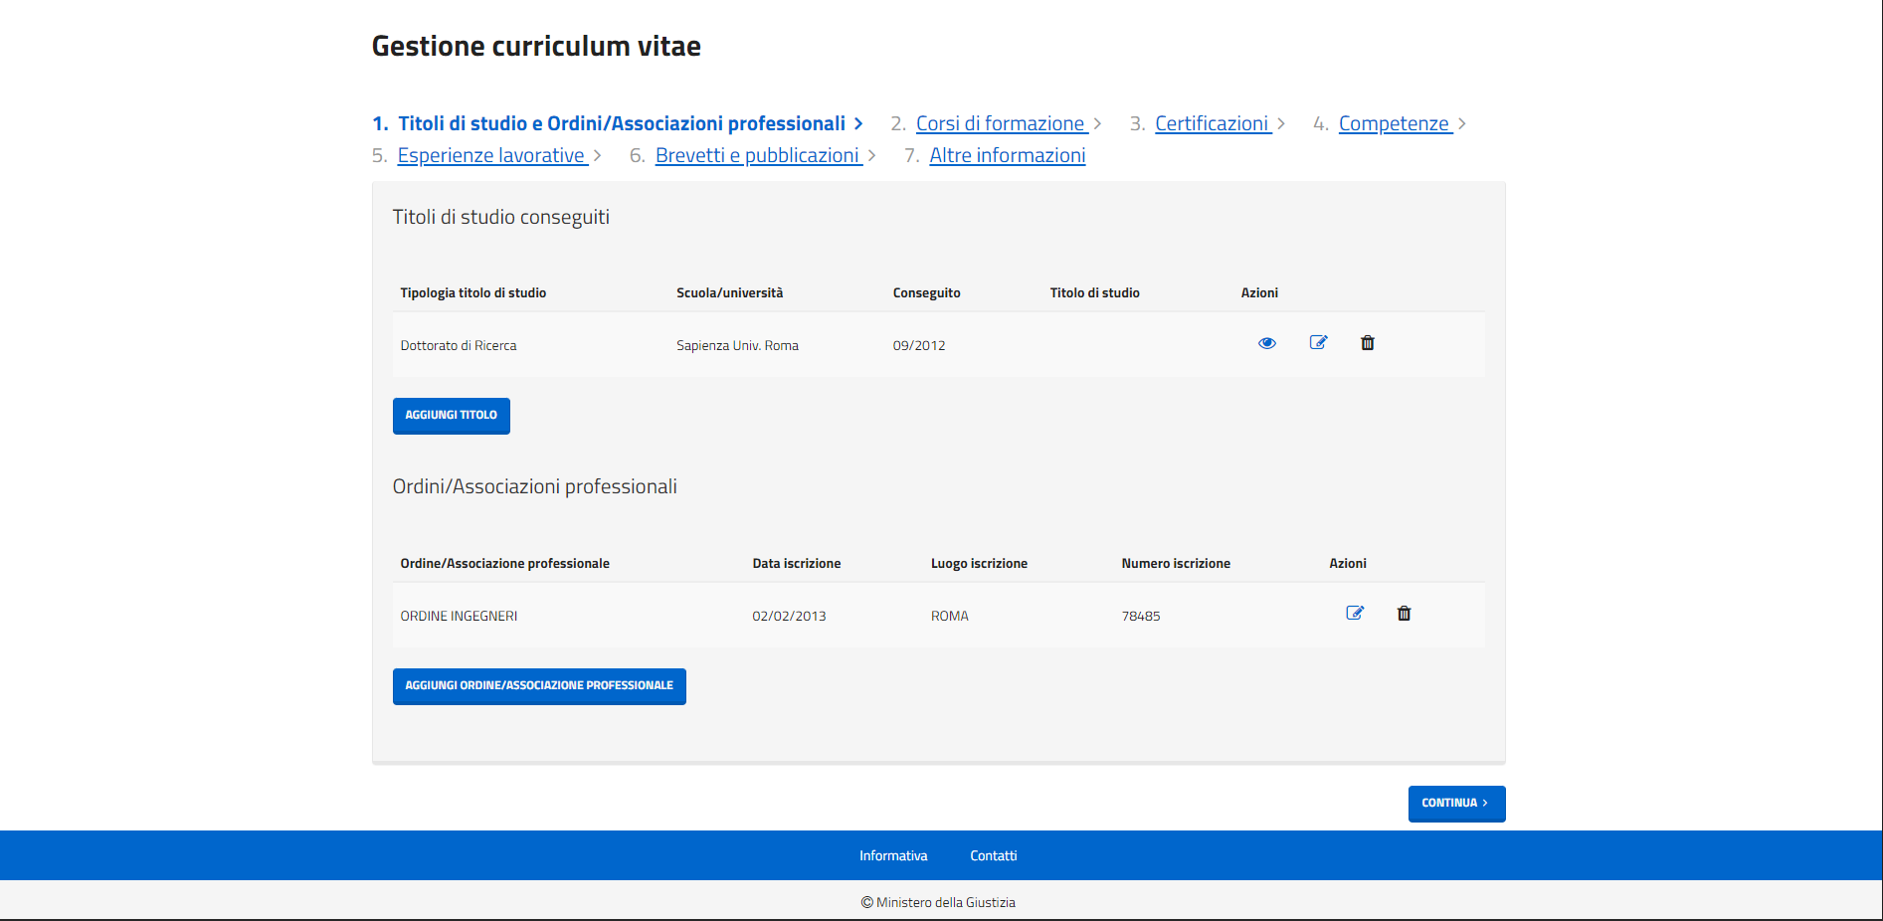 Gestione curriculum vitae
1. Titoli di studio e Ordini/Associazioni professionali > 2. Corsi di formazione > 3. Certificazioni > 4. Competenze >
5. Esperienze lavorative > 6. Brevetti e pubblicazioni > 7. Altre informazioni
Titoli di studio conseguiti
Tipologia titolo di studio Scuola/università Conseguito Titolo di studio Azioni
Dottorato di Ricerca Sapienza Univ. Roma 09/2012
AGGIUNGI TITOLO
Ordini/Associazioni professionali
Ordine/Associazione professionale Data iscrizione Luogo iscrizione Numero iscrizione Azioni
ORDINE INGEGNERI 02/02/2013 ROMA 78485
AGGIUNGI ORDINE/ASSOCIAZIONE PROFESSIONALE
CONTINUA >
Informativa Contatti
© Ministero della Giustizia